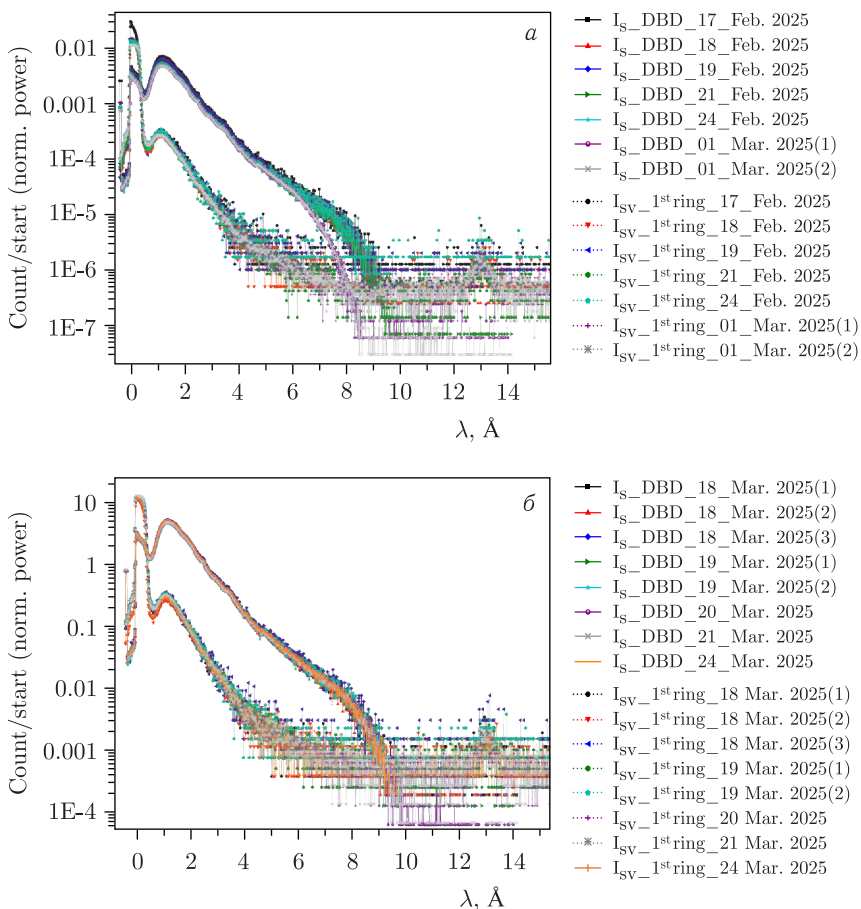 а
Count/start (norm. power)
0.01
0.001
1E-4
1E-5
1E-6
1E-7
0 2 4 6 8 10 12 14
λ, Å
I_S_DBD_17_Feb. 2025
I_S_DBD_18_Feb. 2025
I_S_DBD_19_Feb. 2025
I_S_DBD_21_Feb. 2025
I_S_DBD_24_Feb. 2025
I_S_DBD_01_Mar. 2025(1)
I_S_DBD_01_Mar. 2025(2)
I_SV_1st ring_17_Feb. 2025
I_SV_1st ring_18_Feb. 2025
I_SV_1st ring_19_Feb. 2025
I_SV_1st ring_21_Feb. 2025
I_SV_1st ring_24_Feb. 2025
I_SV_1st ring_01_Mar. 2025(1)
I_SV_1st ring_01_Mar. 2025(2)
б
Count/start (norm. power)
10
1
0.1
0.01
0.001
1E-4
0 2 4 6 8 10 12 14
λ, Å
I_S_DBD_18_Mar. 2025(1)
I_S_DBD_18_Mar. 2025(2)
I_S_DBD_18_Mar. 2025(3)
I_S_DBD_19_Mar. 2025(1)
I_S_DBD_19_Mar. 2025(2)
I_S_DBD_20_Mar. 2025
I_S_DBD_21_Mar. 2025
I_S_DBD_24_Mar. 2025
I_SV_1st ring_18 Mar. 2025(1)
I_SV_1st ring_18 Mar. 2025(2)
I_SV_1st ring_18 Mar. 2025(3)
I_SV_1st ring_19 Mar. 2025(1)
I_SV_1st ring_19 Mar. 2025(2)
I_SV_1st ring_20 Mar. 2025
I_SV_1st ring_21 Mar. 2025
I_SV_1st ring_24 Mar. 2025